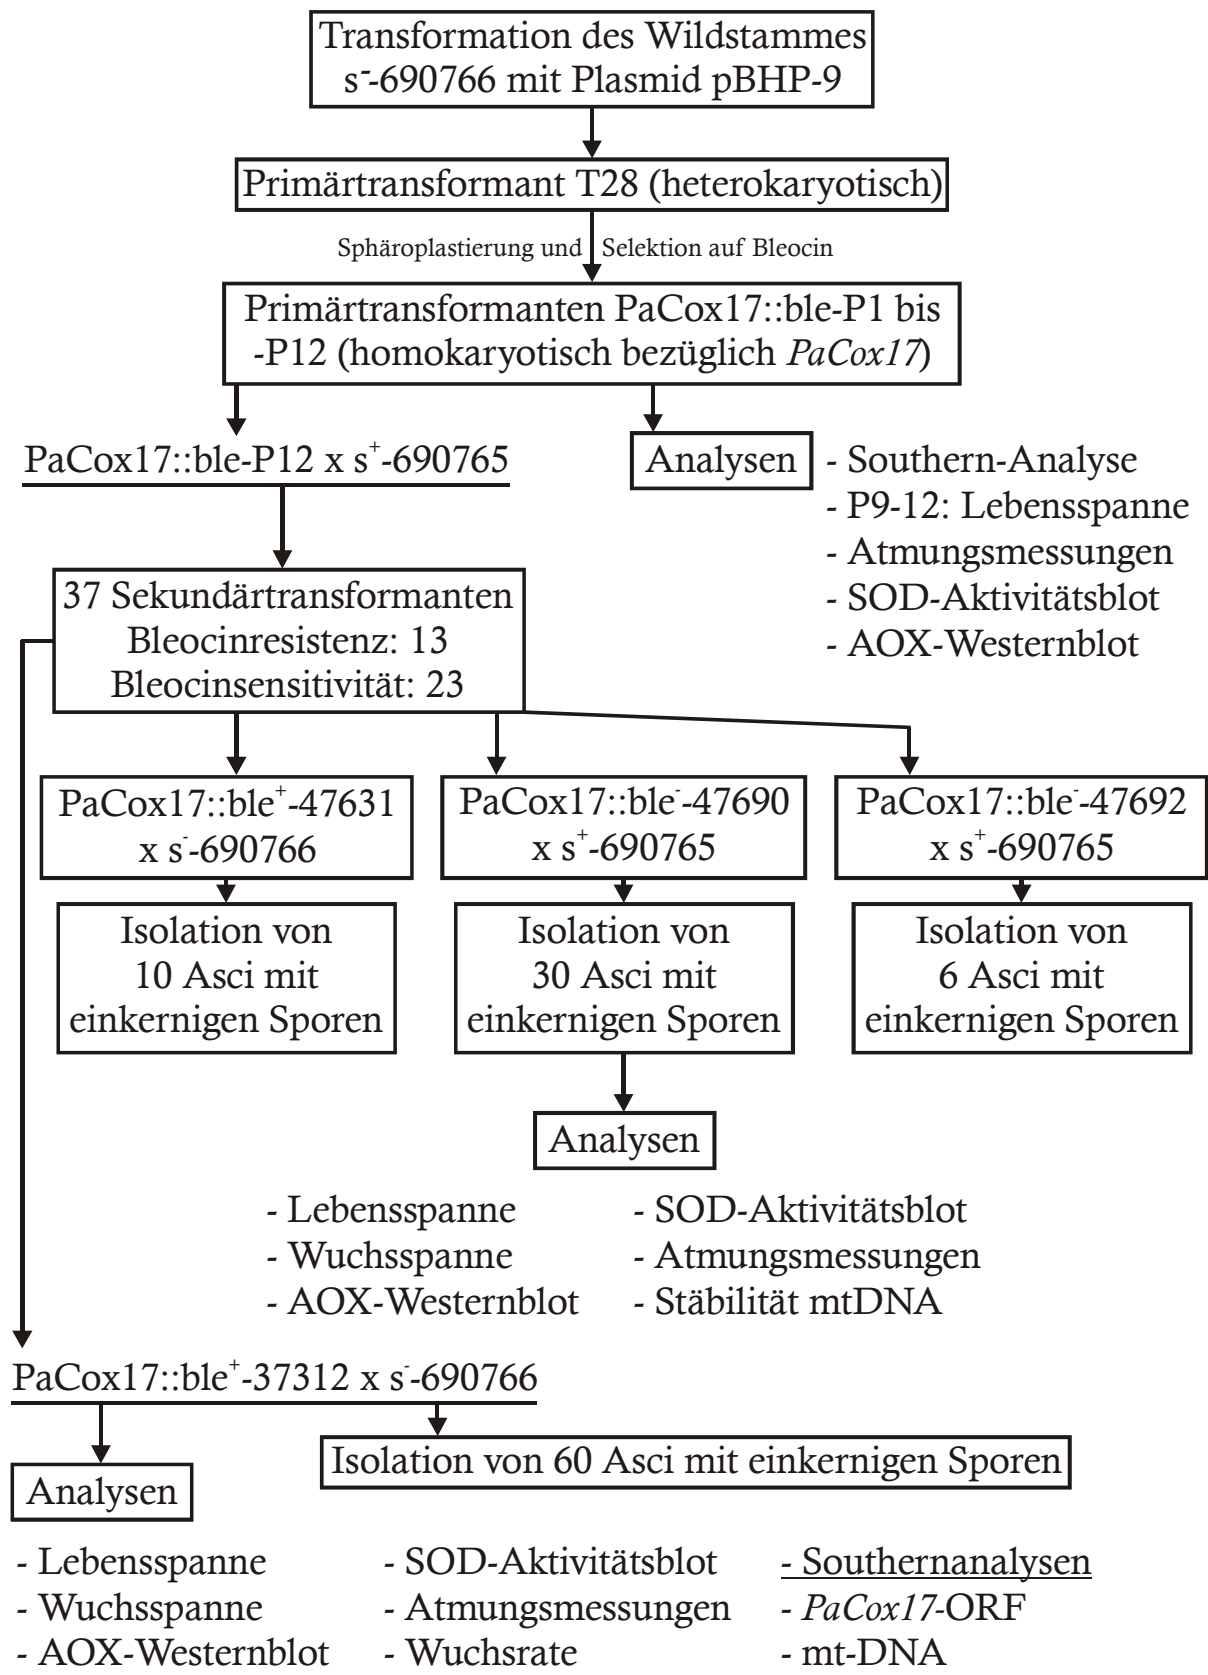 Transformation des Wildstammes
s⁻-690766 mit Plasmid pBHP-9
Primärtransformant T28 (heterokaryotisch)
Sphäroplastierung und Selektion auf Bleocin
Primärtransformanten PaCox17::ble-P1 bis
-P12 (homokaryotisch bezüglich PaCox17)
PaCox17::ble-P12 x s⁺-690765
Analysen
- Southern-Analyse
- P9-12: Lebensspanne
- Atmungsmessungen
- SOD-Aktivitätsblot
- AOX-Westernblot
37 Sekundärtransformanten
Bleocinresistenz: 13
Bleocinsensitivität: 23
PaCox17::ble⁺-47631
x s⁻-690766
PaCox17::ble⁻-47690
x s⁺-690765
PaCox17::ble⁻-47692
x s⁺-690765
Isolation von
10 Asci mit
einkernigen Sporen
Isolation von
30 Asci mit
einkernigen Sporen
Isolation von
6 Asci mit
einkernigen Sporen
Analysen
- Lebensspanne
- Wuchsspanne
- AOX-Westernblot
- SOD-Aktivitätsblot
- Atmungsmessungen
- Stäbilität mtDNA
PaCox17::ble⁺-37312 x s⁻-690766
Isolation von 60 Asci mit einkernigen Sporen
Analysen
- Lebensspanne
- Wuchsspanne
- AOX-Westernblot
- SOD-Aktivitätsblot
- Atmungsmessungen
- Wuchsrate
- Southernanalysen
- PaCox17-ORF
- mt-DNA